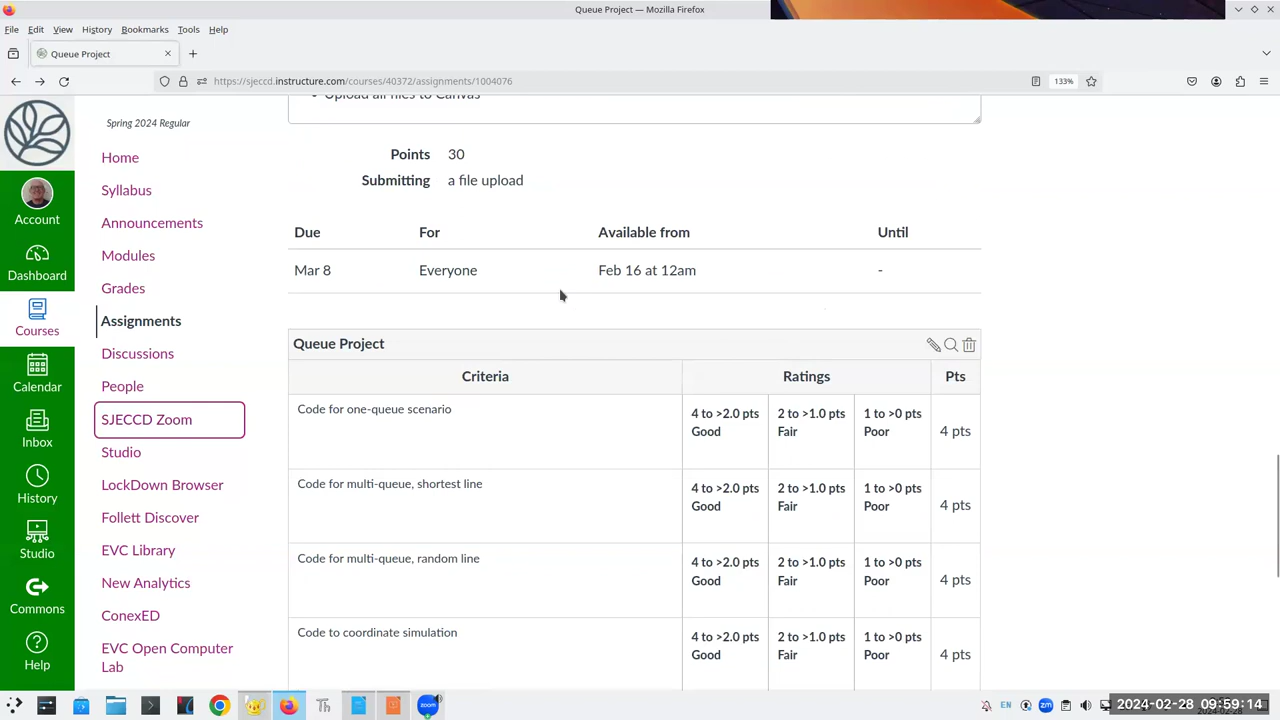 Queue Project — Mozilla Firefox
File Edit View History Bookmarks Tools Help
Queue Project
https://sjeccd.instructure.com/courses/40372/assignments/1004076
133%
Upload all files to Canvas
Spring 2024 Regular
Home
Syllabus
Announcements
Modules
Grades
Assignments
Discussions
People
SJECCD Zoom
Studio
LockDown Browser
Follett Discover
EVC Library
New Analytics
ConexED
EVC Open Computer
Lab
Account
Dashboard
Courses
Calendar
Inbox
History
Studio
Commons
Help
Points 30
Submitting a file upload
Due For Available from Until
Mar 8 Everyone Feb 16 at 12am -
Queue Project
Criteria Ratings Pts
Code for one-queue scenario
4 to >2.0 pts 2 to >1.0 pts 1 to >0 pts
Good Fair Poor
4 pts
Code for multi-queue, shortest line
4 to >2.0 pts 2 to >1.0 pts 1 to >0 pts
Good Fair Poor
4 pts
Code for multi-queue, random line
4 to >2.0 pts 2 to >1.0 pts 1 to >0 pts
Good Fair Poor
4 pts
Code to coordinate simulation
4 to >2.0 pts 2 to >1.0 pts 1 to >0 pts
Good Fair Poor
4 pts
Th
zoom
EN
zm
2024-02-28 09:59:14